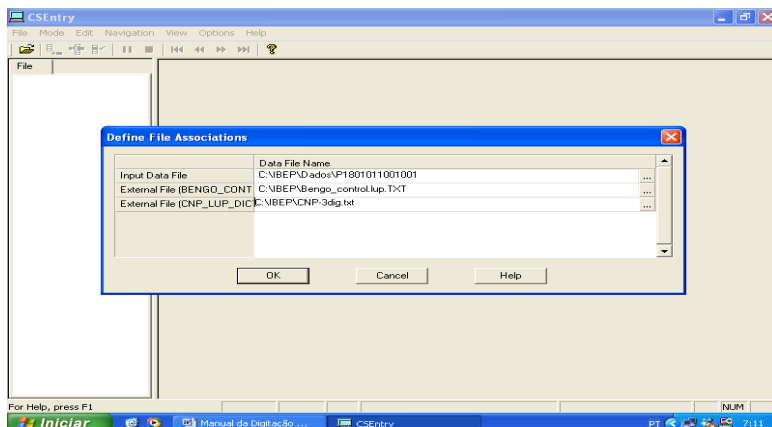 CSEntry
File Mode Edit Navigation View Options Help
File
Define File Associations
Data File Name
Input Data File C:\IBEP\Dados\P1801011001001 ...
External File (BENGO_CONT C:\IBEP\Bengo_control.lup.TXT ...
External File (CNP_LUP_DIC C:\IBEP\CNP-3dig.txt ...
OK Cancel Help
For Help, press F1 NUM
Iniciar Manual da Digitação ... CSEntry PT 7:11